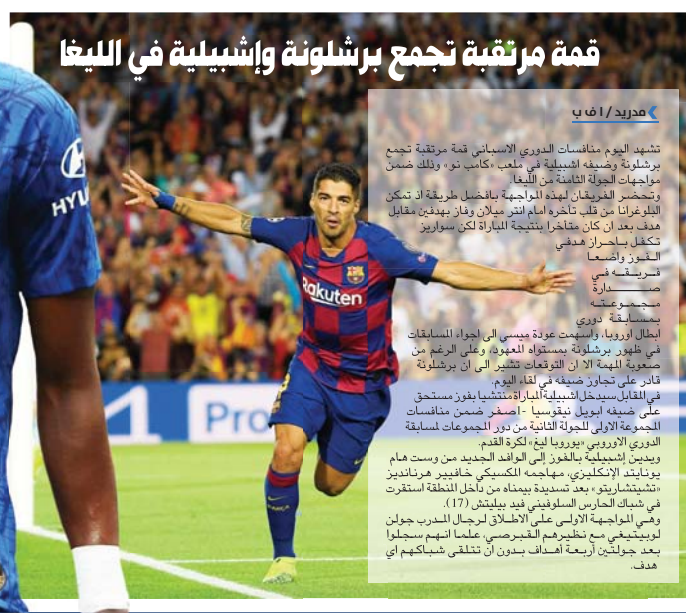 قمة مرتقبة تجمع برشلونة وإشبيلية في الليغا
مدريد / ا ف ب
تشهد اليوم منافسات الدوري الاسباني قمة مرتقبة تجمع
برشلونة وضيفه اشبيلية في ملعب «كامب نو» وذلك ضمن
مواجهات الجولة الثامنة من الليغا.
وتحضر الفريقان لهذه المواجهة بافضل طريقة اذ تمكن
البلوغرانا من قلب تاخره امام انتر ميلان وفاز بهدفين مقابل
هدف بعد ان كان متاخرا بنتيجة المباراة لكن سواريز
تكفل باحراز هدفي
الفوز واضعا
فريقه في
صدارة
مجموعته
بمسابقة دوري
ابطال اوروبا، واسهمت عودة ميسي الى اجواء المسابقات
في ظهور برشلونة بمستواه المعهود، وعلى الرغم من
صعوبة المهمة الا ان التوقعات تشير الى ان برشلونة
قادر على تجاوز ضيفه في لقاء اليوم.
في المقابل سيدخل اشبيلية المباراة منتشيا بفوز مستحق
على ضيفه ابويل نيقوسيا ١-صفر ضمن منافسات
المجموعة الاولى للجولة الثانية من دور المجموعات لمسابقة
الدوري الاوروبي «يوروبا ليغ» لكرة القدم.
ويدين إشبيلية بالفوز إلى الوافد الجديد من وست هام
يونايتد الإنكليزي، مهاجمه المكسيكي خافيير هرنانديز
«تشيتشاريتو» بعد تسديدة بيمناه من داخل المنطقة استقرت
في شباك الحارس السلوفيني فيد بيليتش (17).
وهي المواجهة الاولى على الاطلاق لرجال المدرب جولن
لوبيتيغي مع نظيرهم القبرصي، علما انهم سجلوا
بعد جولتين أربعة أهداف بدون ان تتلقى شباكهم اي
هدف.
HYU
Rakuten
Pro